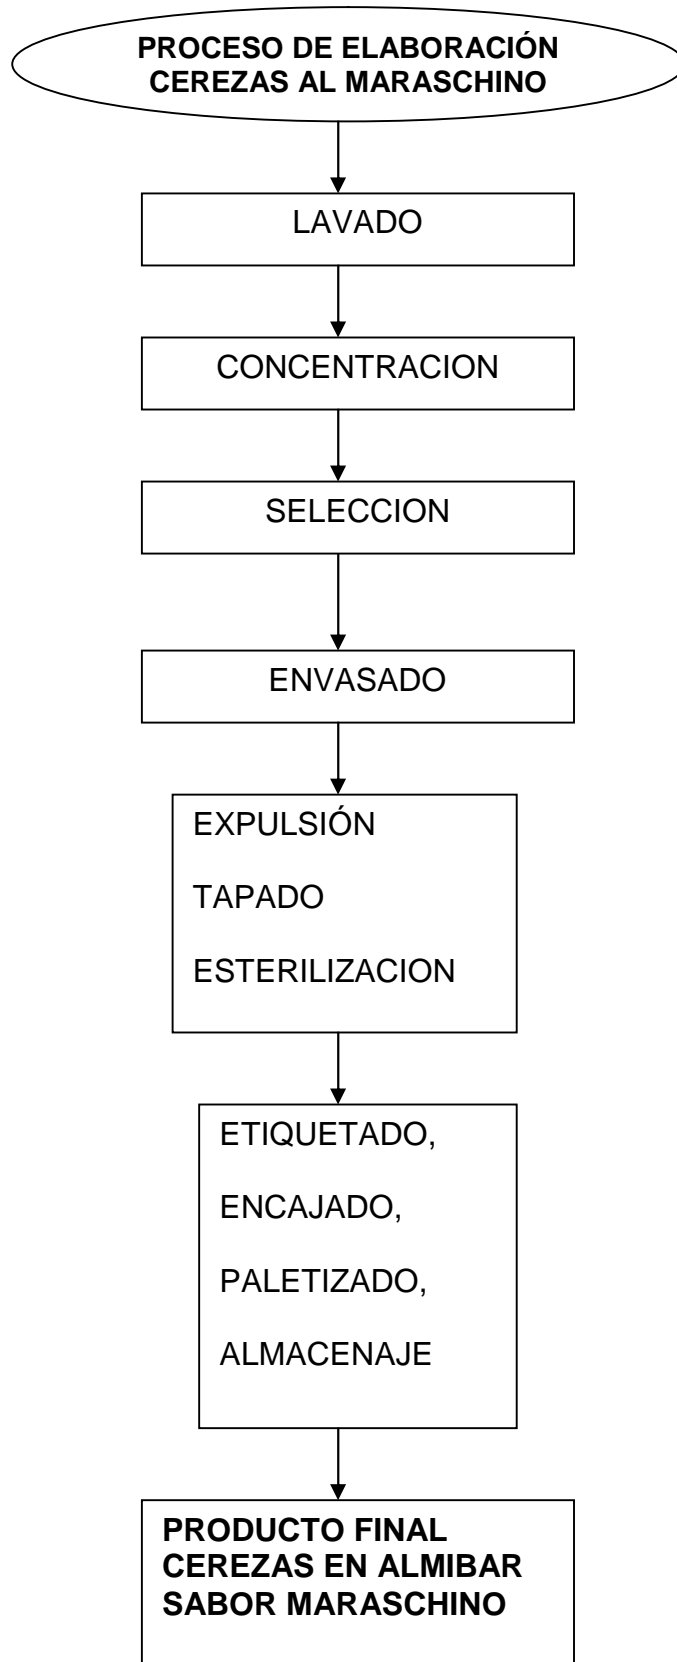 PROCESO DE ELABORACIÓN
CEREZAS AL MARASCHINO
LAVADO
CONCENTRACION
SELECCION
ENVASADO
EXPULSIÓN
TAPADO
ESTERILIZACION
ETIQUETADO,
ENCAJADO,
PALETIZADO,
ALMACENAJE
PRODUCTO FINAL
CEREZAS EN ALMIBAR
SABOR MARASCHINO